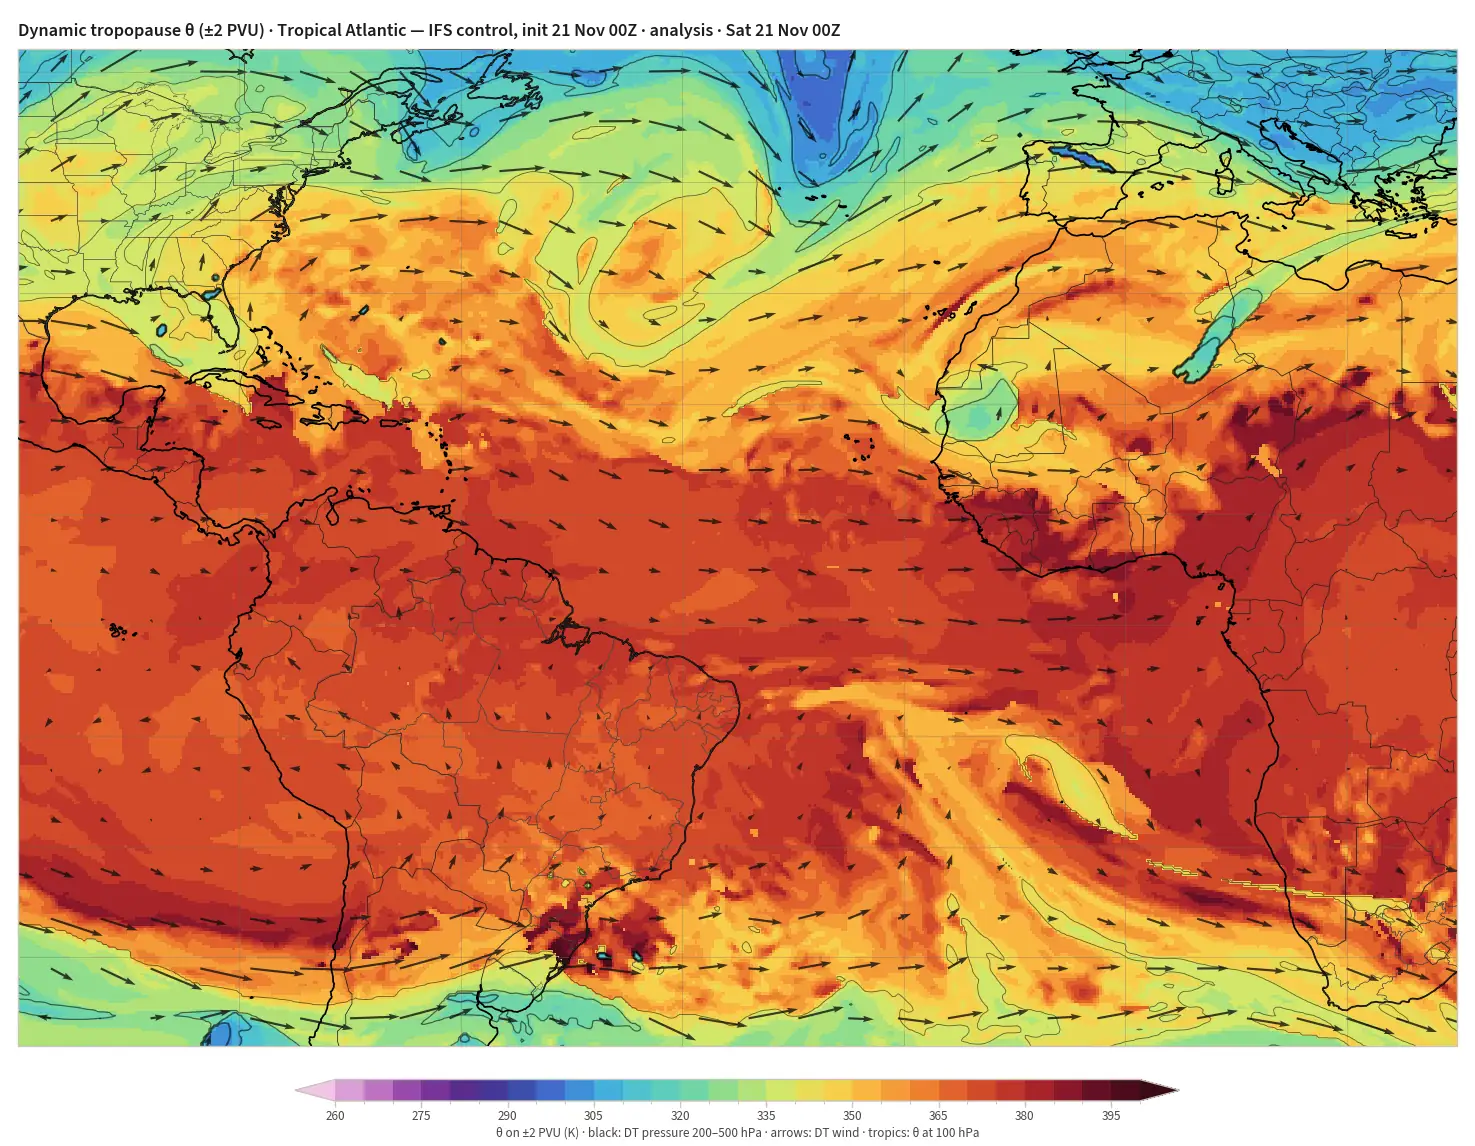 Dynamic tropopause θ (±2 PVU) · Tropical Atlantic — IFS control, init 21 Nov 00Z · analysis · Sat 21 Nov 00Z
260 275 290 305 320 335 350 365 380 395
θ on ±2 PVU (K) · black: DT pressure 200–500 hPa · arrows: DT wind · tropics: θ at 100 hPa